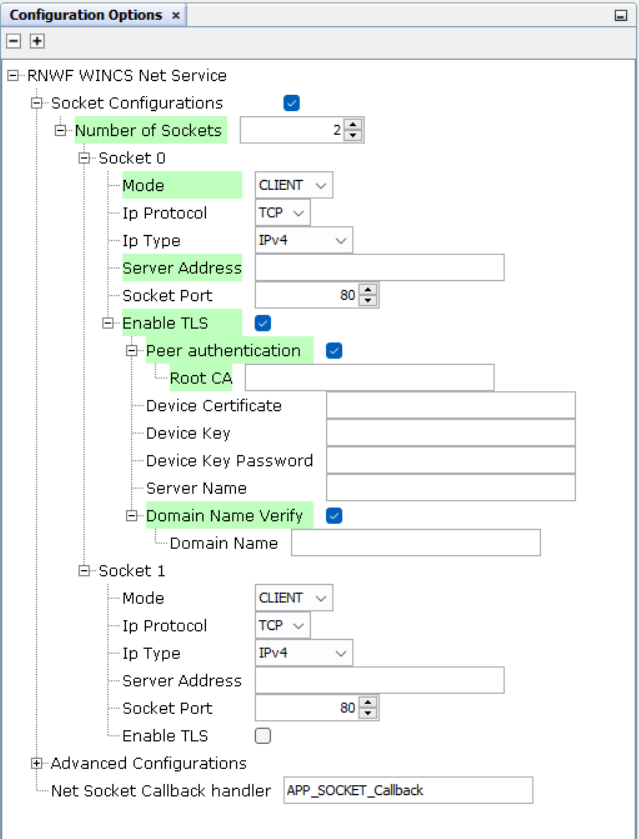 Configuration Options ×
RNWF WINCS Net Service
Socket Configurations
Number of Sockets 2
Socket 0
Mode CLIENT
Ip Protocol TCP
Ip Type IPv4
Server Address
Socket Port 80
Enable TLS
Peer authentication
Root CA
Device Certificate
Device Key
Device Key Password
Server Name
Domain Name Verify
Domain Name
Socket 1
Mode CLIENT
Ip Protocol TCP
Ip Type IPv4
Server Address
Socket Port 80
Enable TLS
Advanced Configurations
Net Socket Callback handler APP_SOCKET_Callback